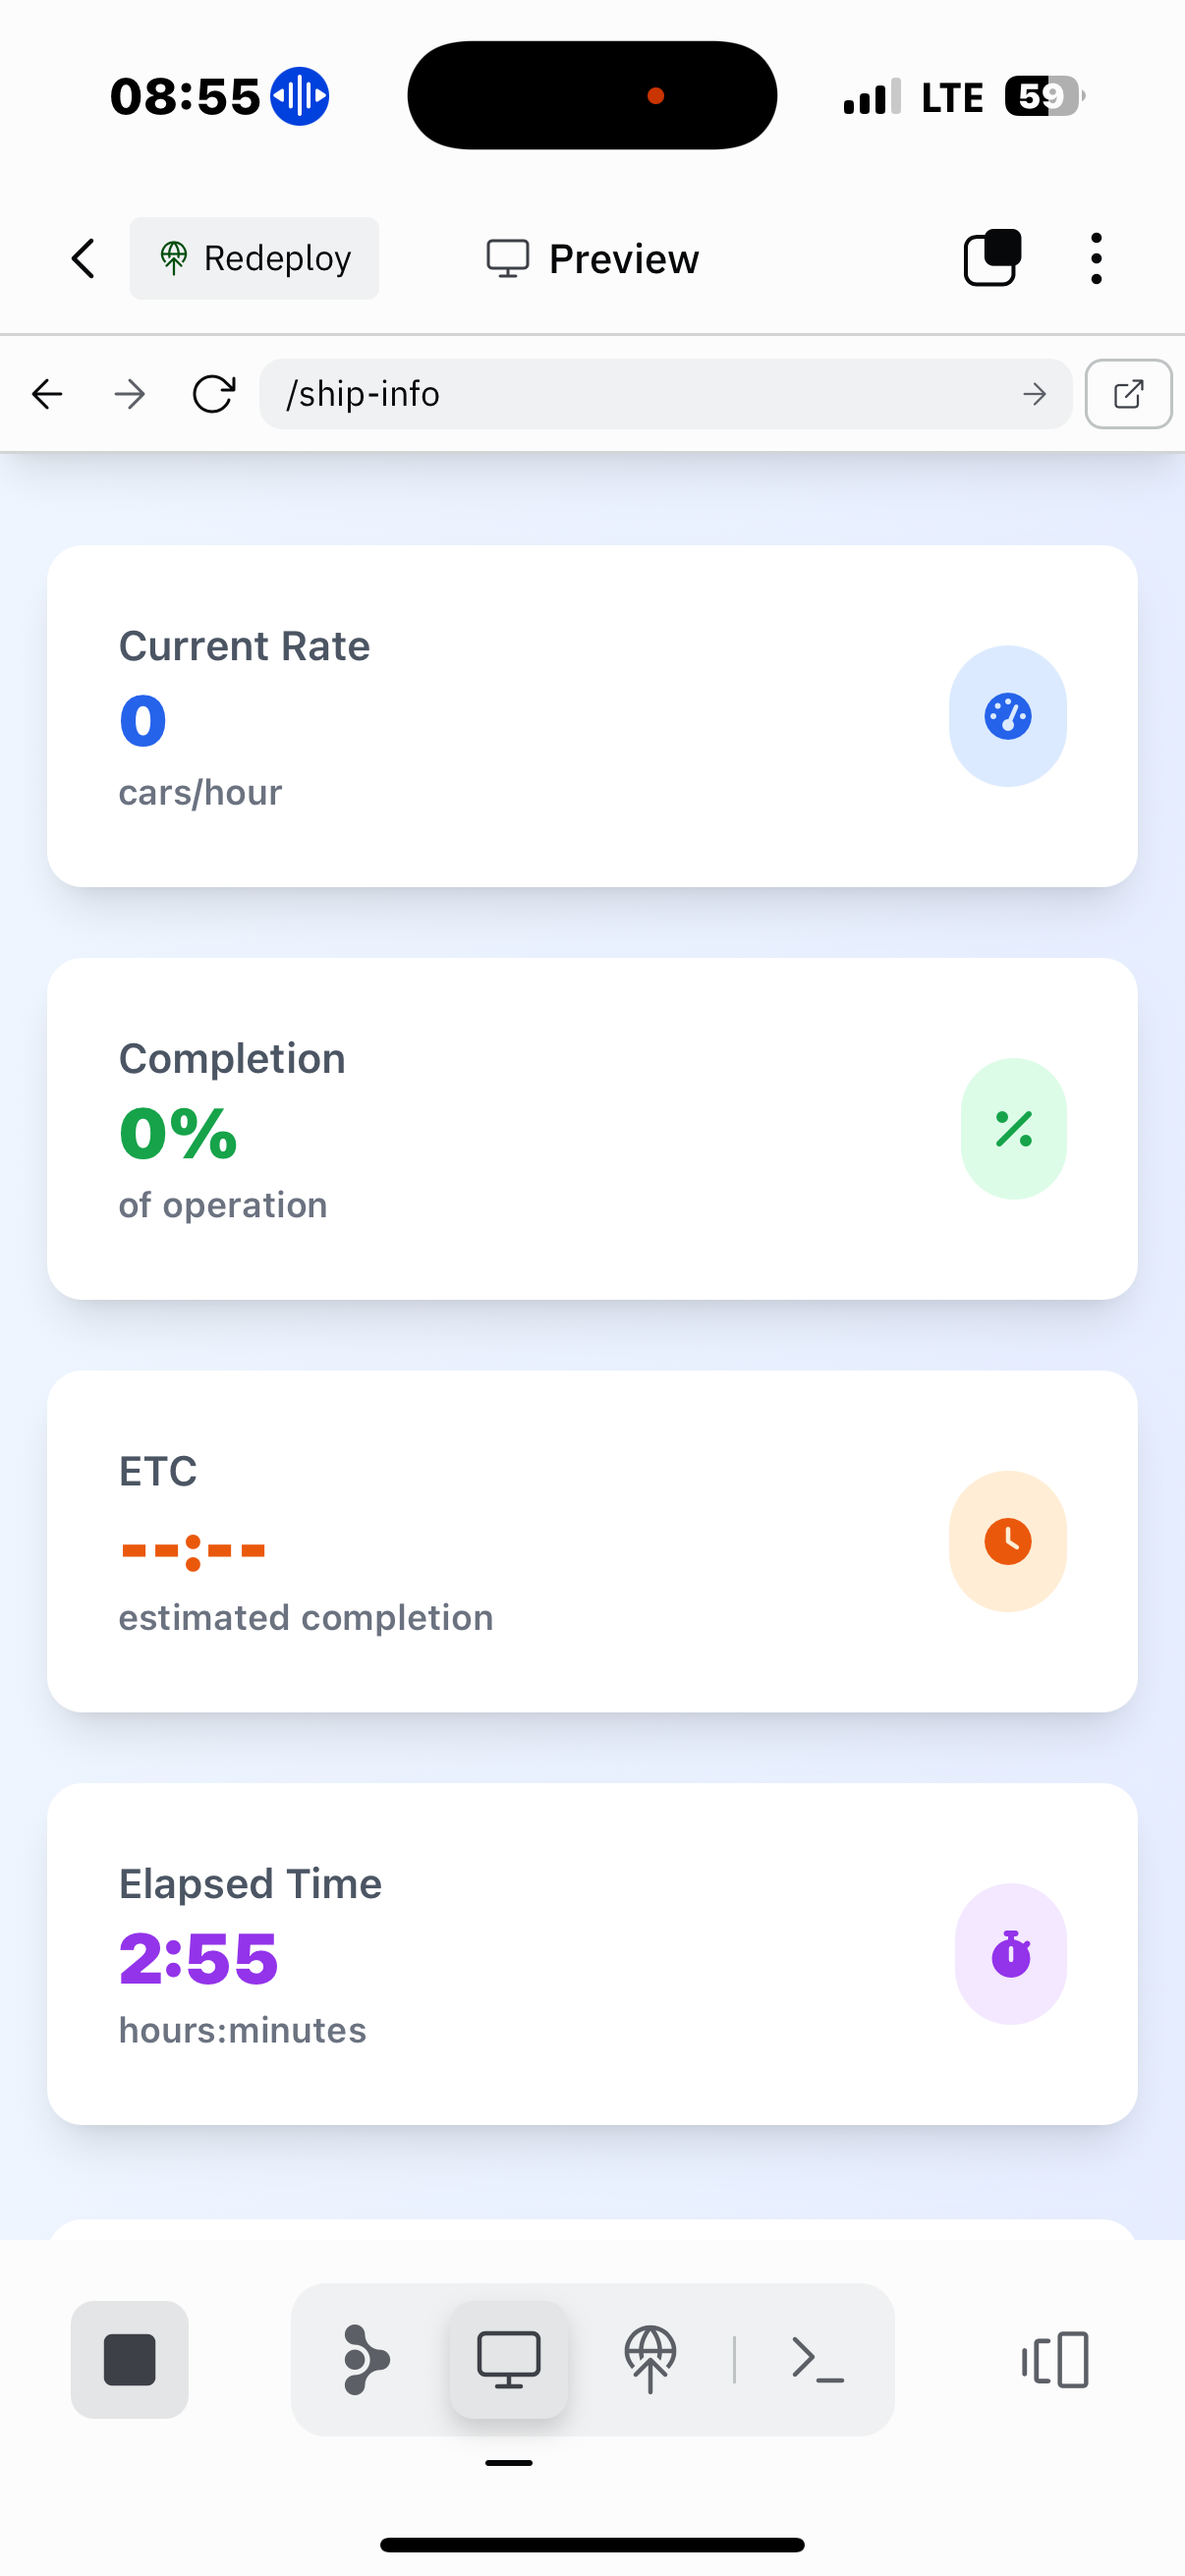 08:55
LTE 59
Redeploy
Preview
/ship-info
Current Rate
0
cars/hour
Completion
0%
of operation
ETC
--:--
estimated completion
Elapsed Time
2:55
hours:minutes